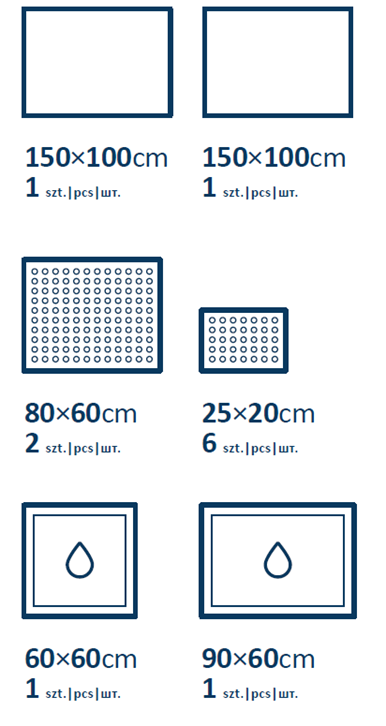 150×100cm
1 szt.|pcs|шт.
150×100cm
1 szt.|pcs|шт.
80×60cm
2 szt.|pcs|шт.
25×20cm
6 szt.|pcs|шт.
60×60cm
1 szt.|pcs|шт.
90×60cm
1 szt.|pcs|шт.